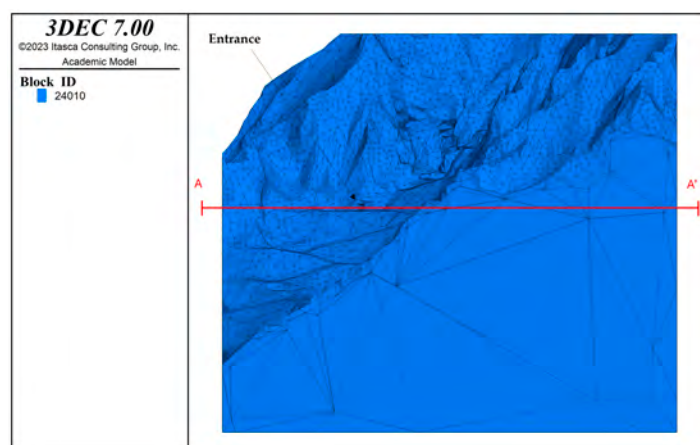 3DEC 7.00
©2023 Itasca Consulting Group, Inc.
Academic Model
Block ID
24010
Entrance
A
A'